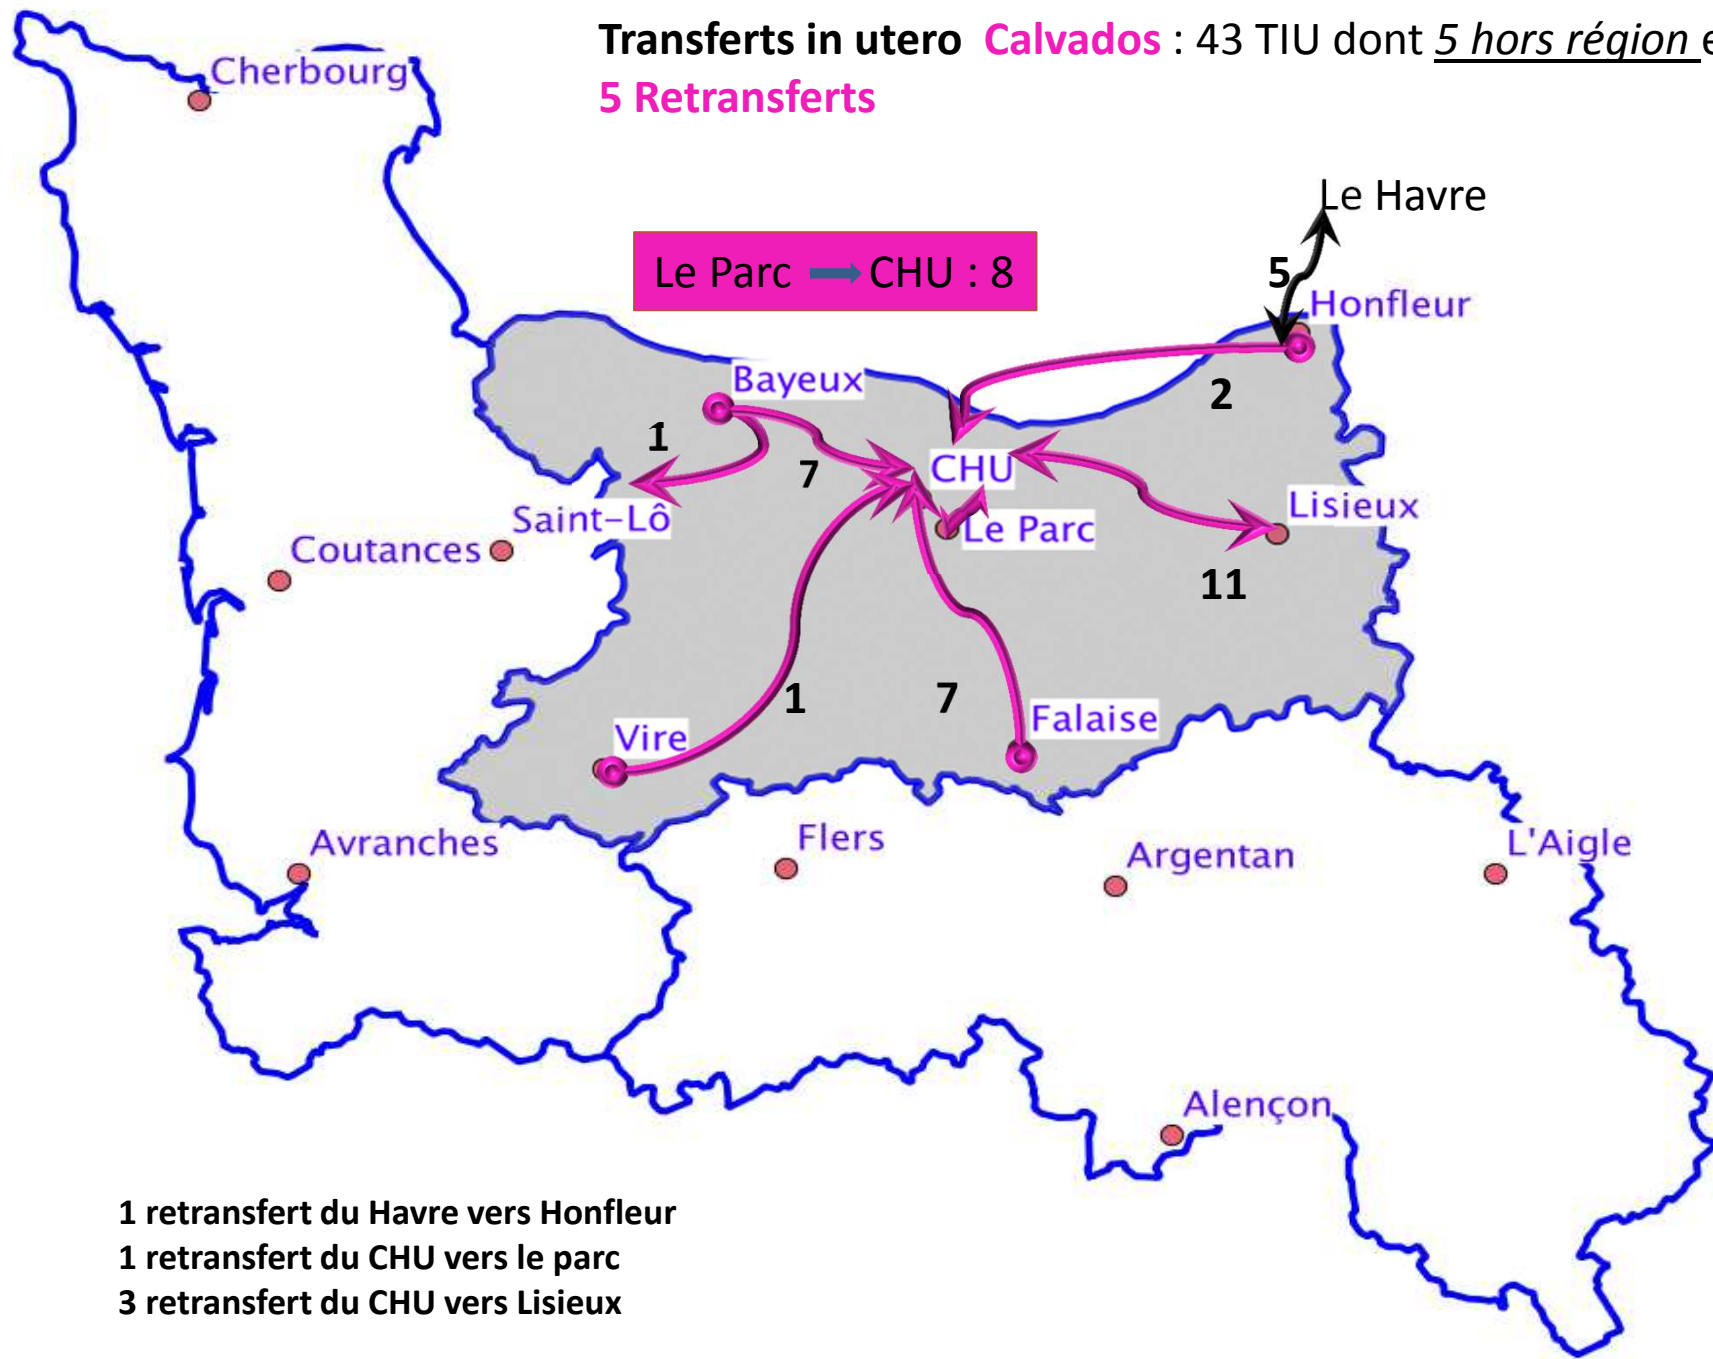 Transferts in utero Calvados : 43 TIU dont 5 hors région e
5 Retransferts
Cherbourg
Le Havre
Le Parc CHU : 8
5
Honfleur
Bayeux
2
1
7
CHU
Lisieux
Saint-Lô
Le Parc
Coutances
11
1
7
Falaise
Vire
Avranches
Flers
Argentan
L'Aigle
Alençon
1 retransfert du Havre vers Honfleur
1 retransfert du CHU vers le parc
3 retransfert du CHU vers Lisieux